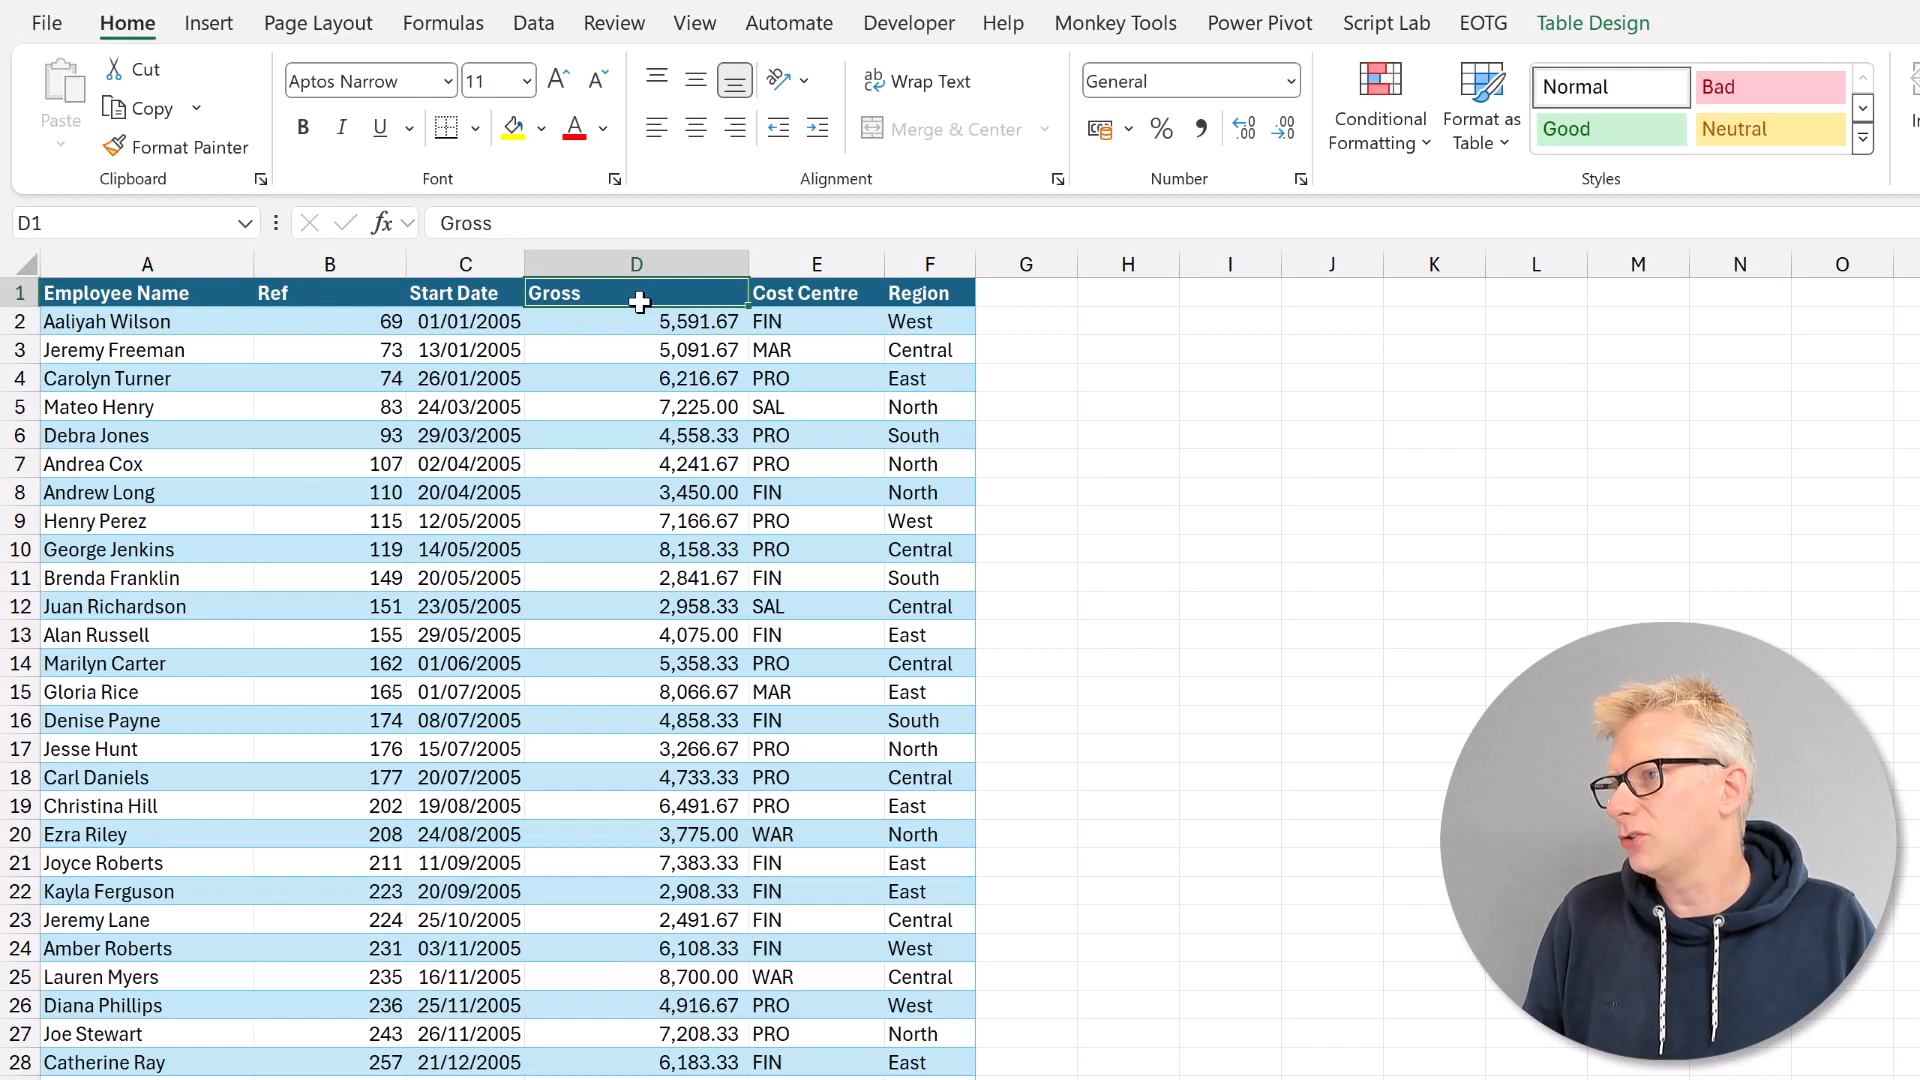 File Home Insert Page Layout Formulas Data Review View Automate Developer Help Monkey Tools Power Pivot Script Lab EOTG Table Design
Paste
Cut
Copy
Format Painter
Clipboard
Aptos Narrow 11
B I U A
Font
ab Wrap Text
Merge & Center
Alignment
General
%
Number
Conditional Formatting
Format as Table
Normal Bad
Good Neutral
Styles
D1 fx Gross
A B C D E F G H I J K L M N O
1 Employee Name Ref Start Date Gross Cost Centre Region
2 Aaliyah Wilson 69 01/01/2005 5,591.67 FIN West
3 Jeremy Freeman 73 13/01/2005 5,091.67 MAR Central
4 Carolyn Turner 74 26/01/2005 6,216.67 PRO East
5 Mateo Henry 83 24/03/2005 7,225.00 SAL North
6 Debra Jones 93 29/03/2005 4,558.33 PRO South
7 Andrea Cox 107 02/04/2005 4,241.67 PRO North
8 Andrew Long 110 20/04/2005 3,450.00 FIN North
9 Henry Perez 115 12/05/2005 7,166.67 PRO West
10 George Jenkins 119 14/05/2005 8,158.33 PRO Central
11 Brenda Franklin 149 20/05/2005 2,841.67 FIN South
12 Juan Richardson 151 23/05/2005 2,958.33 SAL Central
13 Alan Russell 155 29/05/2005 4,075.00 FIN East
14 Marilyn Carter 162 01/06/2005 5,358.33 PRO Central
15 Gloria Rice 165 01/07/2005 8,066.67 MAR East
16 Denise Payne 174 08/07/2005 4,858.33 FIN South
17 Jesse Hunt 176 15/07/2005 3,266.67 PRO North
18 Carl Daniels 177 20/07/2005 4,733.33 PRO Central
19 Christina Hill 202 19/08/2005 6,491.67 PRO East
20 Ezra Riley 208 24/08/2005 3,775.00 WAR North
21 Joyce Roberts 211 11/09/2005 7,383.33 FIN East
22 Kayla Ferguson 223 20/09/2005 2,908.33 FIN East
23 Jeremy Lane 224 25/10/2005 2,491.67 FIN Central
24 Amber Roberts 231 03/11/2005 6,108.33 FIN West
25 Lauren Myers 235 16/11/2005 8,700.00 WAR Central
26 Diana Phillips 236 25/11/2005 4,916.67 PRO West
27 Joe Stewart 243 26/11/2005 7,208.33 PRO North
28 Catherine Ray 257 21/12/2005 6,183.33 FIN East